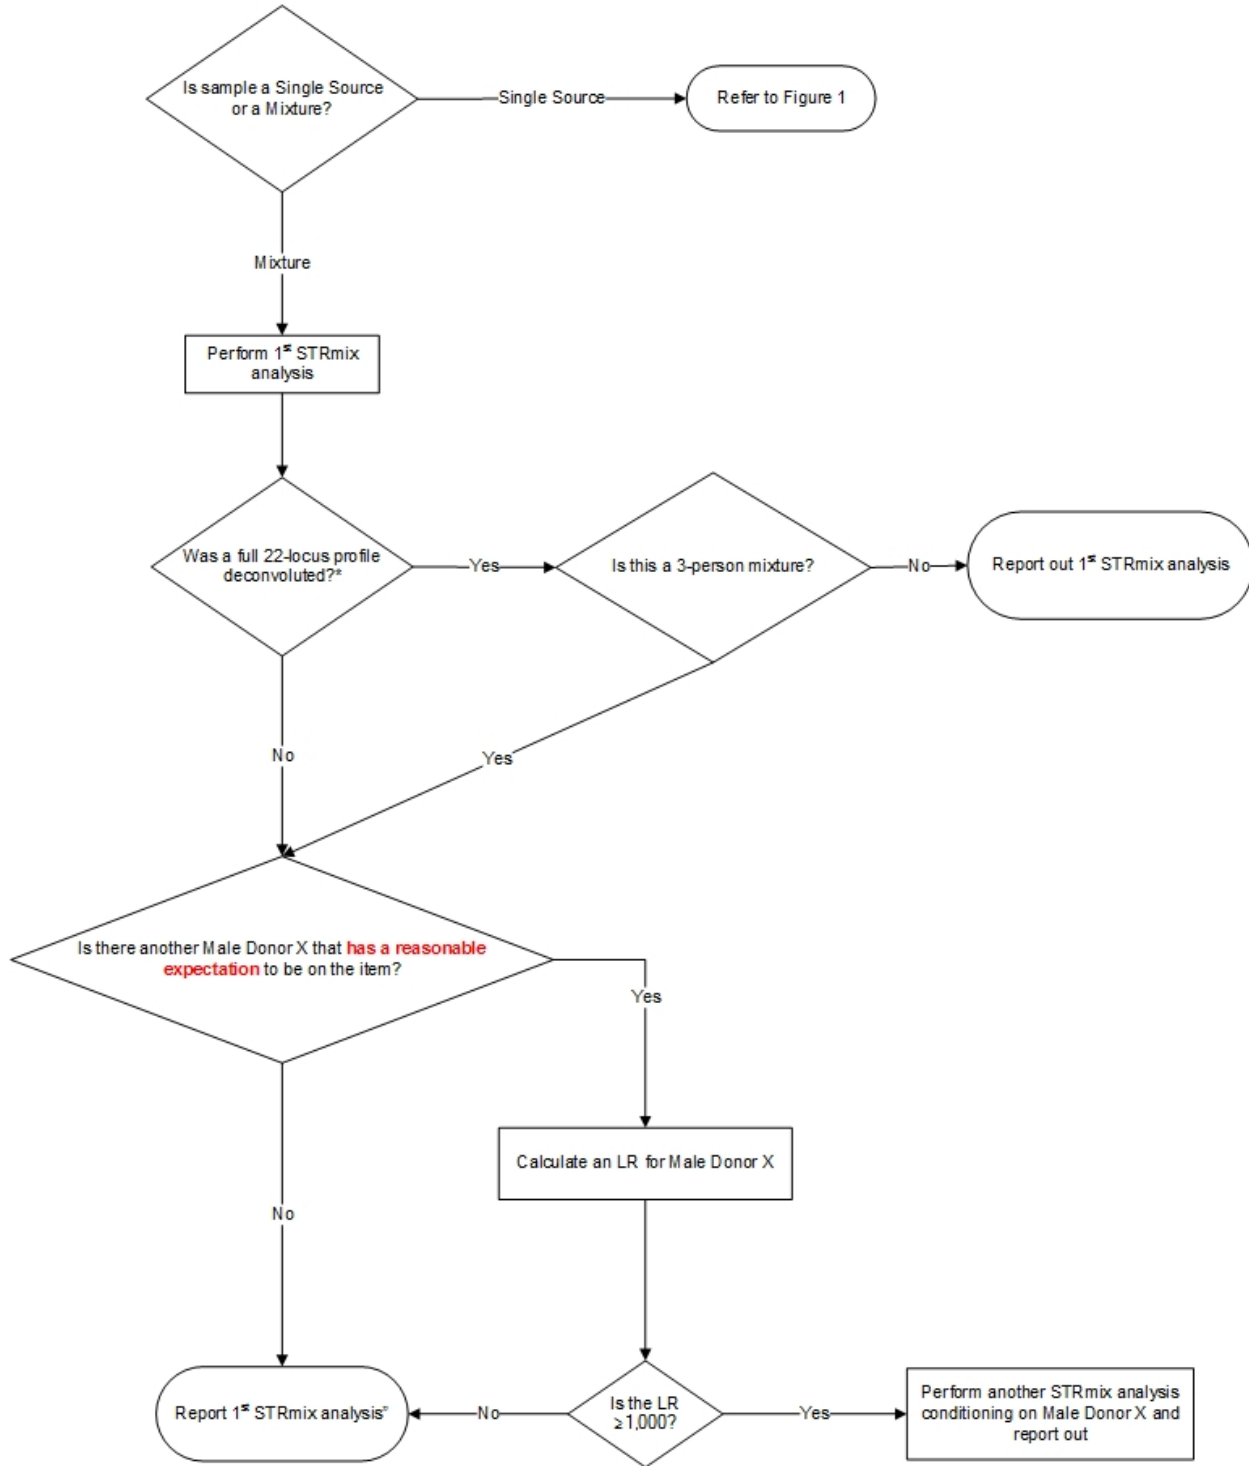 Is sample a Single Source
or a Mixture?
Single Source
Refer to Figure 1
Mixture
Perform 1st STRmix
analysis
Was a full 22-locus profile
deconvoluted?*
Yes
Is this a 3-person mixture?
No
Report out 1st STRmix analysis
No
Yes
Is there another Male Donor X that has a reasonable
expectation to be on the item?
Yes
Calculate an LR for Male Donor X
No
Report 1st STRmix analysis"
No
Is the LR
≥1,000?
Yes
Perform another STRmix analysis
conditioning on Male Donor X and
report out